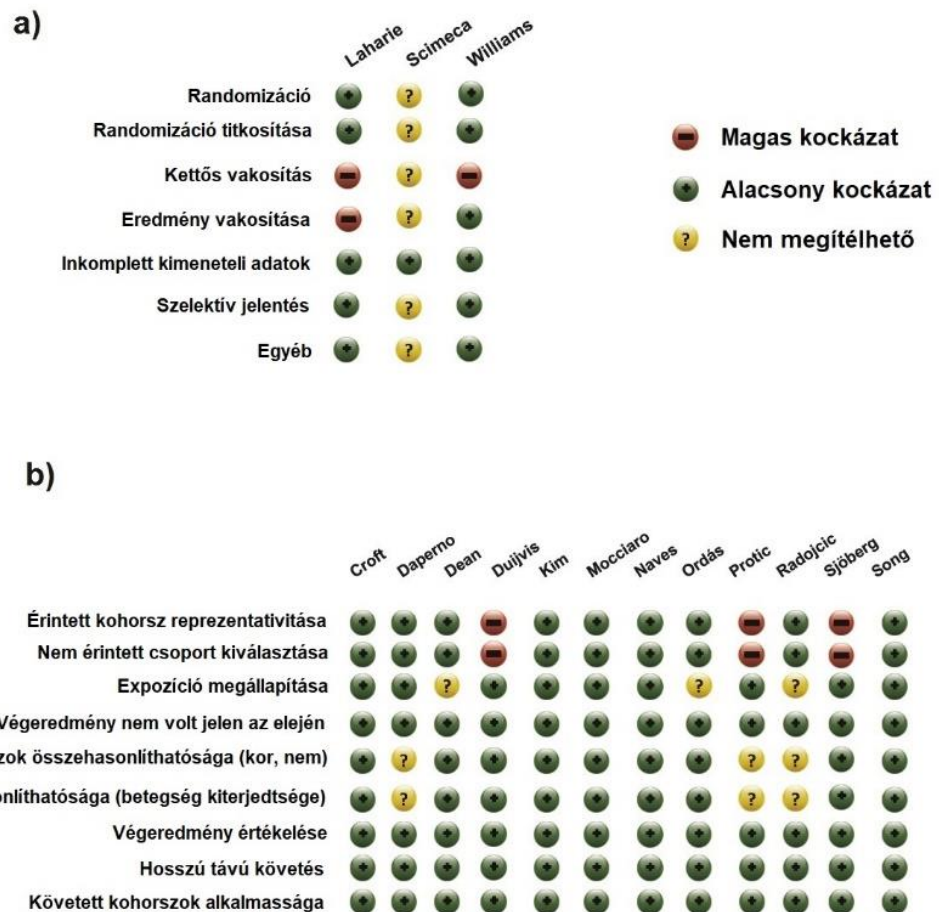 a)
Laharie Scimeca Williams
Randomizáció
Randomizáció titkosítása
Kettős vakosítás
Eredmény vakosítása
Inkomplett kimeneteli adatok
Szelektív jelentés
Egyéb
Magas kockázat
Alacsony kockázat
Nem megítélhető
b)
Croft Daperno Dean Duijvis Kim Mocciaro Naves Ordás Protic Radojcic Sjöberg Song
Érintett kohorsz reprezentativitása
Nem érintett csoport kiválasztása
Expozíció megállapítása
Végeredmény nem volt jelen az elején
összehasonlíthatósága (kor, nem)
(betegség kiterjedtsége)
Végeredmény értékelése
Hosszú távú követés
Követett kohorszok alkalmassága